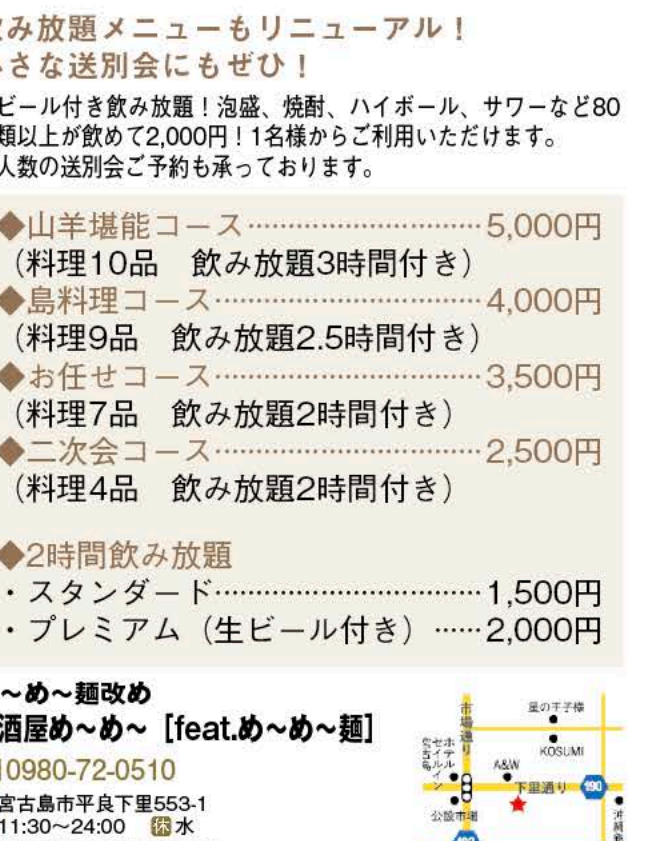 み放題メニューもリニューアル！
さな送別会にもぜひ！
ビール付き飲み放題！泡盛、焼酎、ハイボール、サワーなど80
類以上が飲めて2,000円！1名様からご利用いただけます。
人数の送別会ご予約も承っております。
◆山羊堪能コース…………………………5,000円
（料理10品　飲み放題3時間付き）
◆島料理コース……………………………4,000円
（料理9品　飲み放題2.5時間付き）
◆お任せコース……………………………3,500円
（料理7品　飲み放題2時間付き）
◆二次会コース……………………………2,500円
（料理4品　飲み放題2時間付き）
◆2時間飲み放題
・スタンダード……………………………1,500円
・プレミアム（生ビール付き）……2,000円
～め～麺改め
酒屋め～め～［feat.め～め～麺］
0980-72-0510
宮古島市平良下里553-1
11:30～24:00　休 水
市場通り
星の王子様
KOSUMI
ホテル
セイルイン
宮古島
A&W
下里通り
190
公設市場